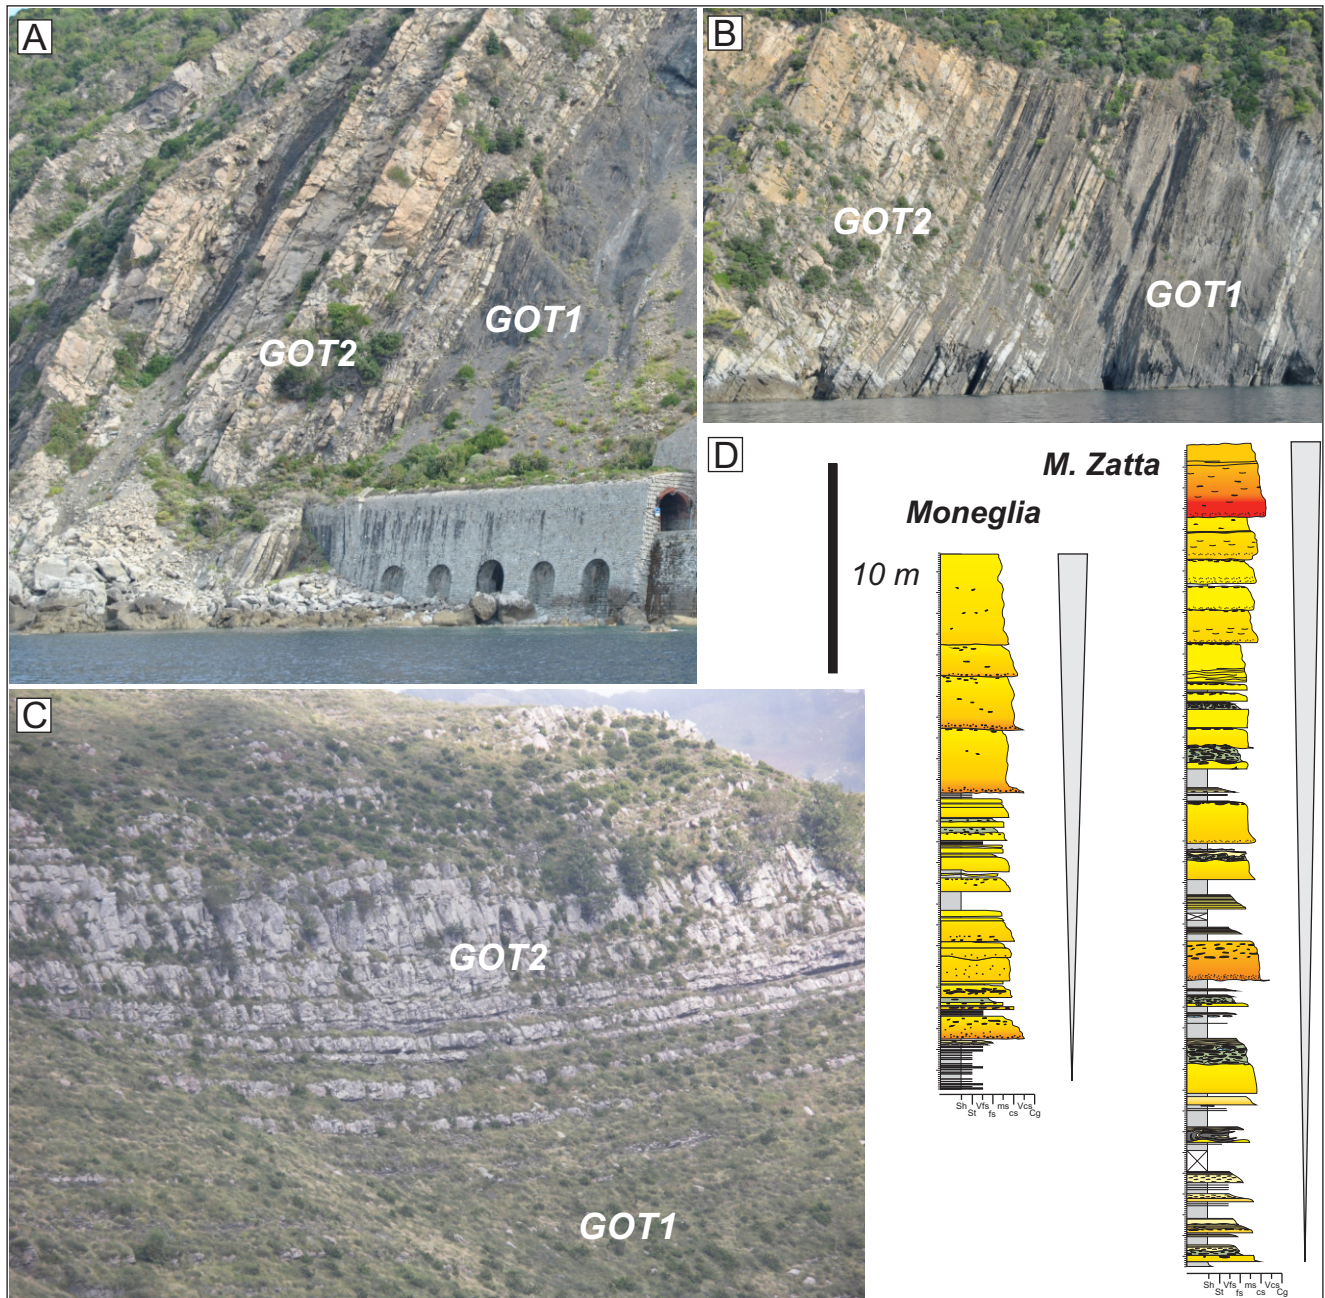 A
GOT1
GOT2
B
GOT2
GOT1
C
GOT2
GOT1
D
M. Zatta
Moneglia
10 m
Sh Vfs ms Vcs
St fs cs Cg
Sh Vfs ms Vcs
St fs cs Cg